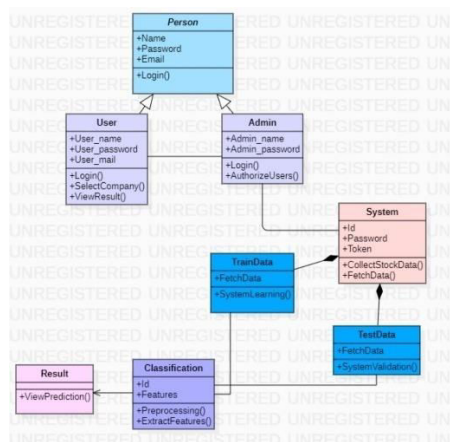 Person
+Name
+Password
+Email
+Login()
User
+User_name
+User_password
+User_mail
+Login()
+SelectCompany()
+ViewResult()
Admin
+Admin_name
+Admin_password
+Login()
+AuthorizeUsers()
System
+Id
+Password
+Token
+CollectStockData()
+FetchData()
TrainData
+FetchData
+SystemLearning()
TestData
+FetchData
+SystemValidation()
Classification
+Id
+Features
+Preprocessing()
+ExtractFeatures()
Result
+ViewPrediction()
UNREGISTERED